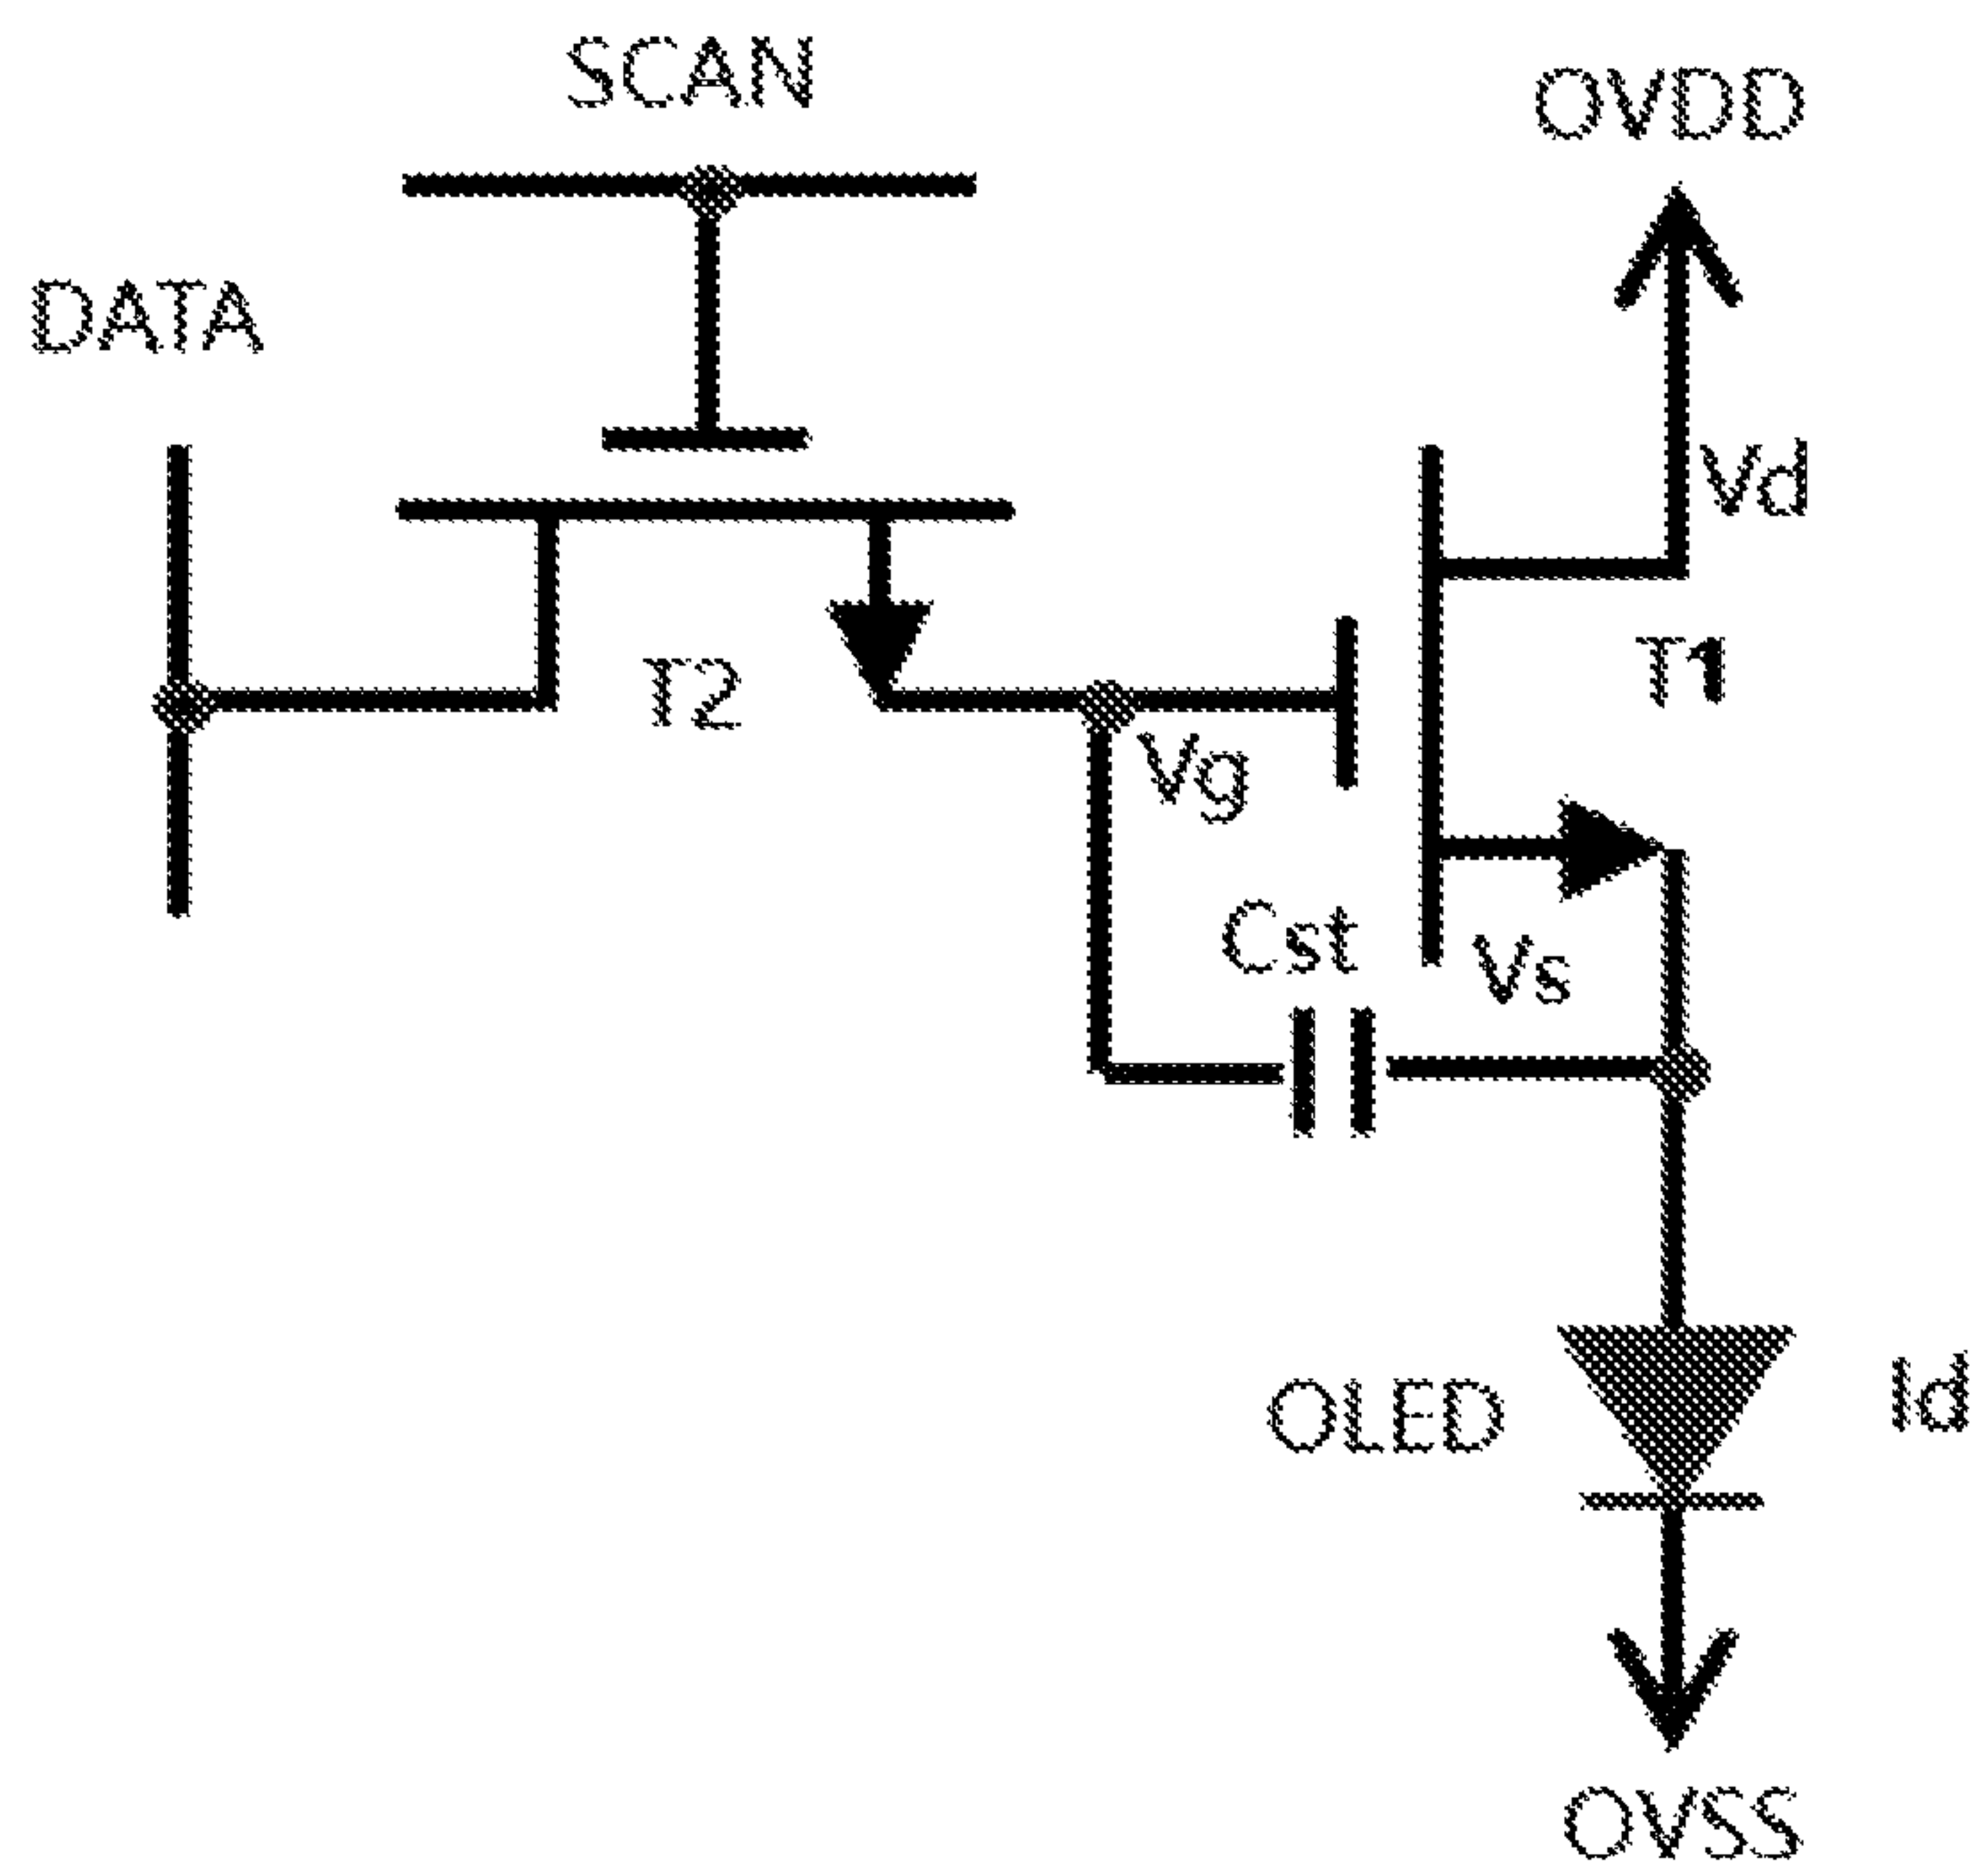 SCAN
OVDD
DATA
Vd
T2
T1
Vg
Cst
Vs
OLED
Id
OVSS